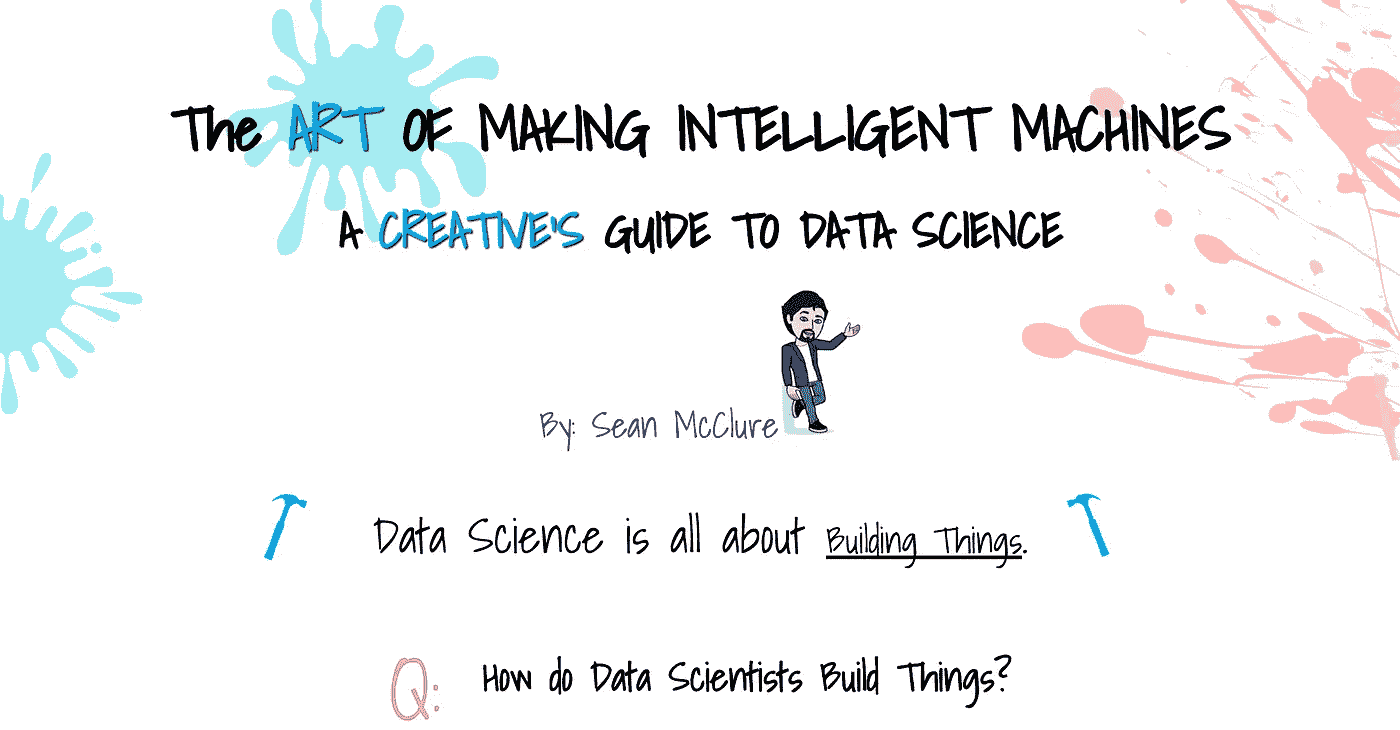 The ART OF MAKING INTELLIGENT MACHINES
A CREATIVE'S GUIDE TO DATA SCIENCE
By: Sean McClure
Data Science is all about Building Things.
Q: How do Data Scientists Build Things?